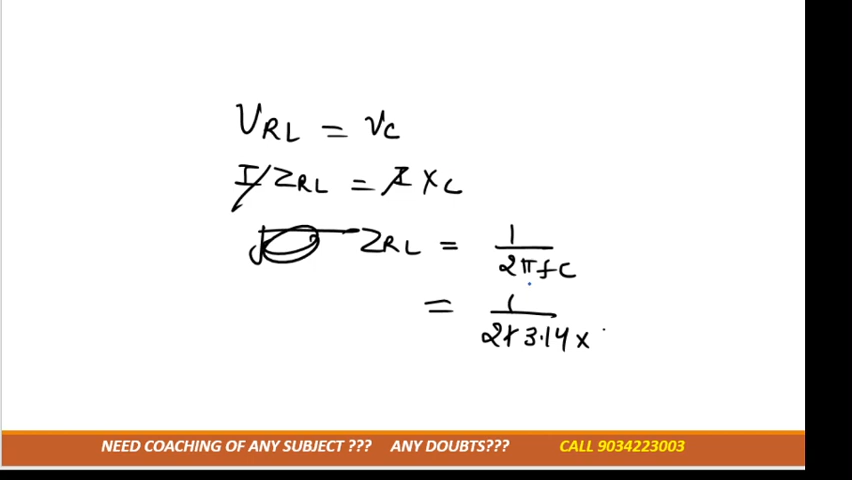 VRL = VC
I ZRL = I XC
ZRL = 1/2πfC
= 1/2×3.14×
NEED COACHING OF ANY SUBJECT ??? ANY DOUBTS??? CALL 9034223003